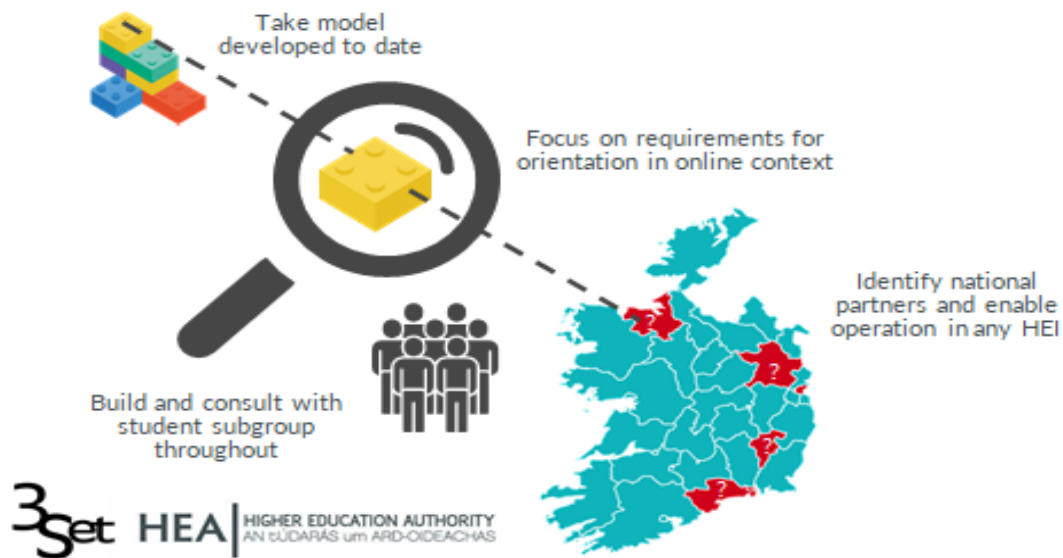 Take model
developed to date
Focus on requirements for
orientation in online context
Identify national
partners and enable
operation in any HEI
?
?
?
?
Build and consult with
student subgroup
throughout
3Set
HEA
HIGHER EDUCATION AUTHORITY
AN tÚDARÁS um ARD-OIDEACHAS